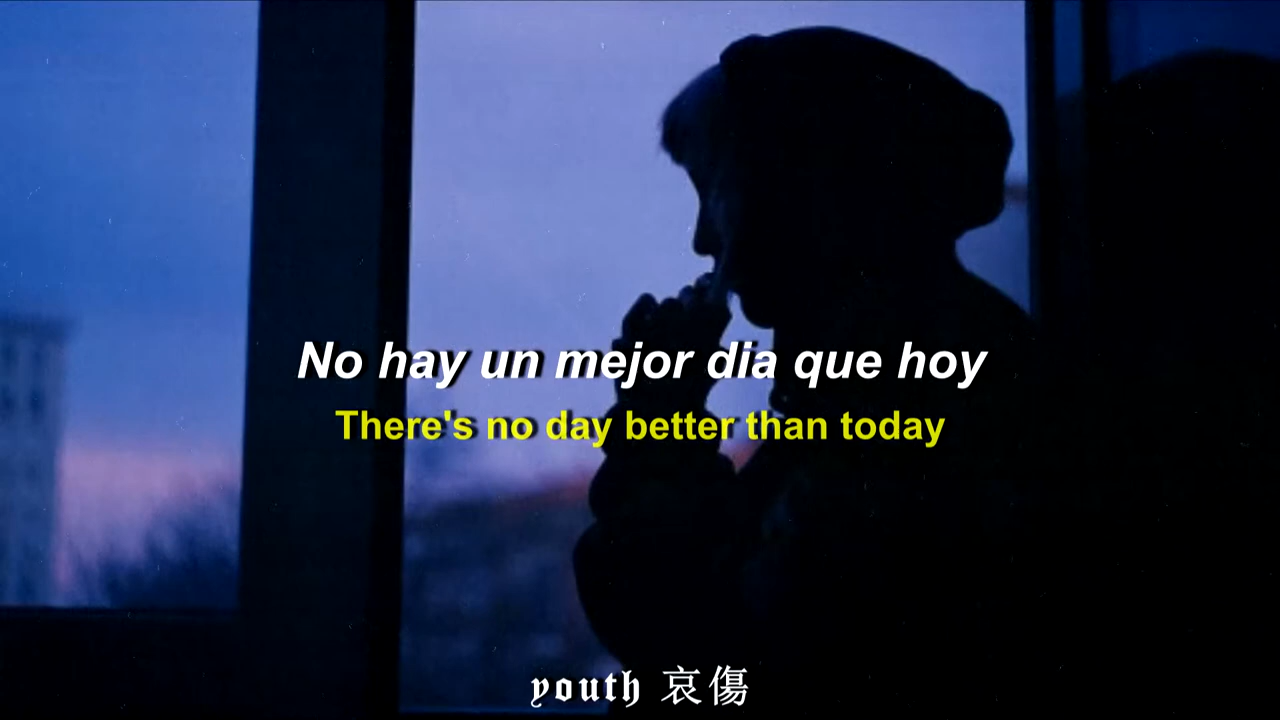 No hay un mejor dia que hoy
There's no day better than today
youth 哀傷